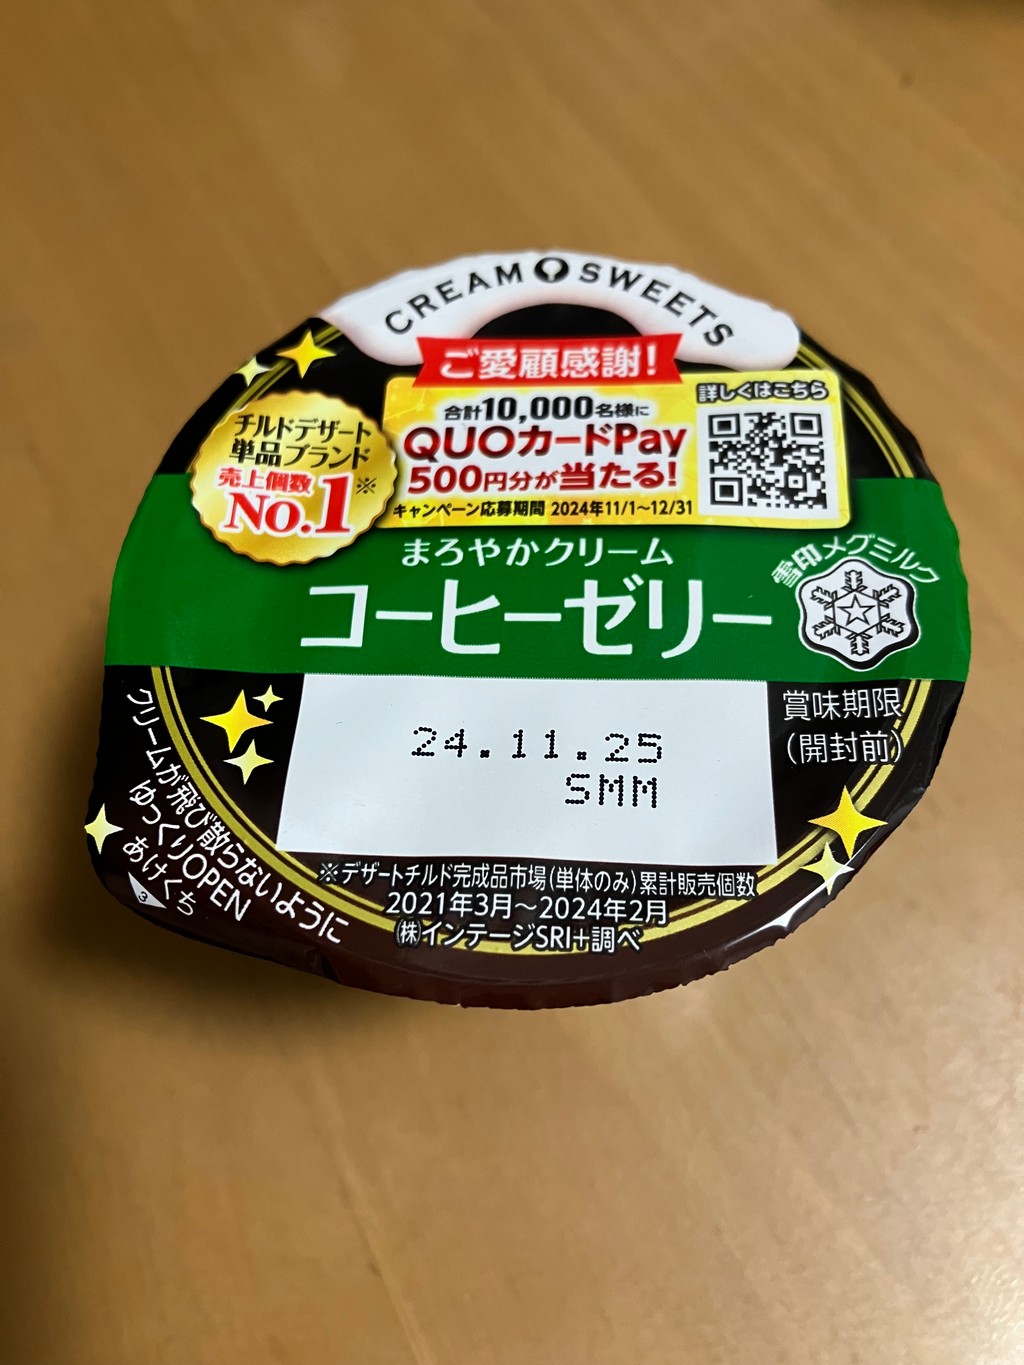 CREAM SWEETS
ご愛顧感謝!
合計10,000名様に
QUOカードPay
500円分が当たる!
キャンペーン応募期間 2024年11/1〜12/31
詳しくはこちら
チルドデザート
単品ブランド
売上個数
No.1※
まろやかクリーム
コーヒーゼリー
雪印メグミルク
賞味期限
(開封前)
24.11.25
SMM
クリームが飛び散らないように
ゆっくりOPEN
あけくち
※デザートチルド完成品市場(単体のみ)累計販売個数
2021年3月〜2024年2月
㈱インテージSRI+調べ